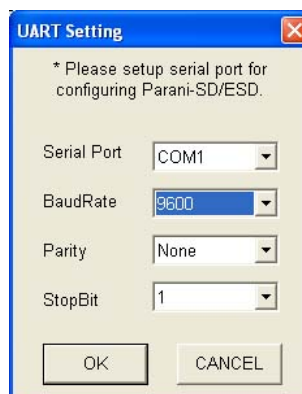 UART Setting
* Please setup serial port for
configuring Parani-SD/ESD.
Serial Port COM1
BaudRate 9600
Parity None
StopBit 1
OK CANCEL